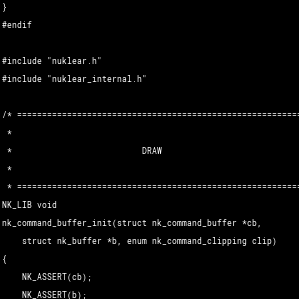 }
#endif
#include "nuklear.h"
#include "nuklear_internal.h"
/* =========================================================
 *
 *                          DRAW
 *
 * =========================================================
NK_LIB void
nk_command_buffer_init(struct nk_command_buffer *cb,
    struct nk_buffer *b, enum nk_command_clipping clip)
{
    NK_ASSERT(cb);
    NK_ASSERT(b);